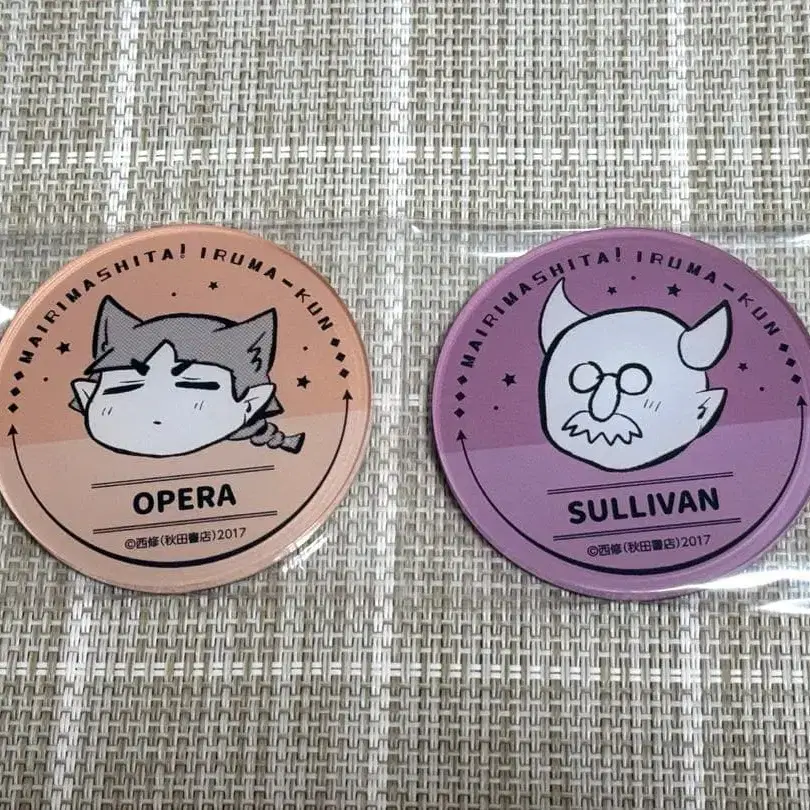 MAIRIMASHITA! IRUMA-KUN
OPERA
©西修(秋田書店)2017
MAIRIMASHITA! IRUMA-KUN
SULLIVAN
©西修(秋田書店)2017